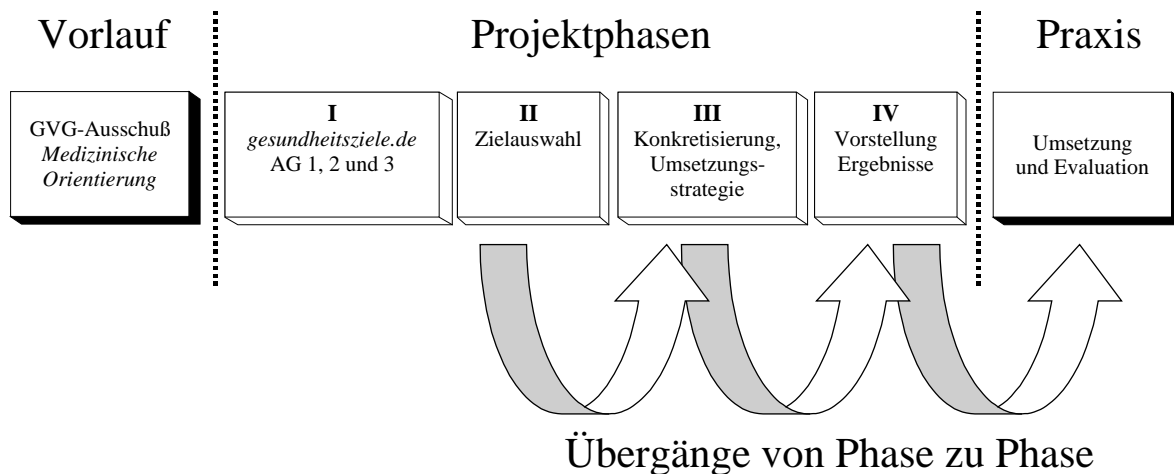 Vorlauf
Projektphasen
Praxis
GVG-Ausschuß
Medizinische
Orientierung
I
gesundheitsziele.de
AG 1, 2 und 3
II
Zielauswahl
III
Konkretisierung,
Umsetzungs-
strategie
IV
Vorstellung
Ergebnisse
Umsetzung
und Evaluation
Übergänge von Phase zu Phase